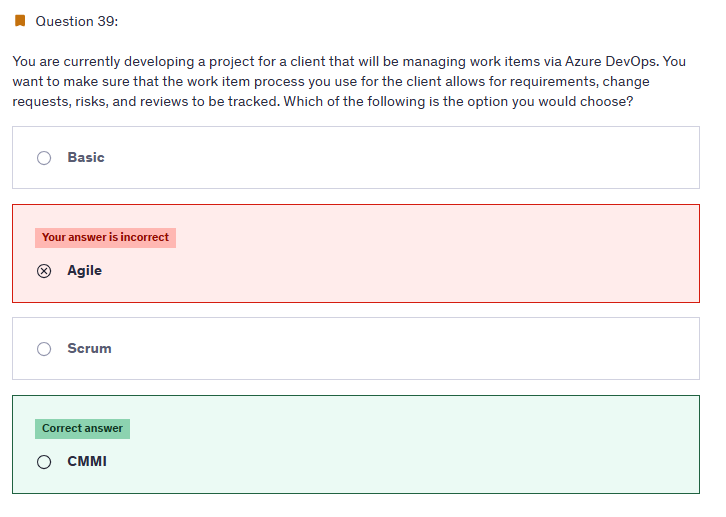 Question 39:
You are currently developing a project for a client that will be managing work items via Azure DevOps. You
want to make sure that the work item process you use for the client allows for requirements, change
requests, risks, and reviews to be tracked. Which of the following is the option you would choose?
Basic
Your answer is incorrect
Agile
Scrum
Correct answer
CMMI